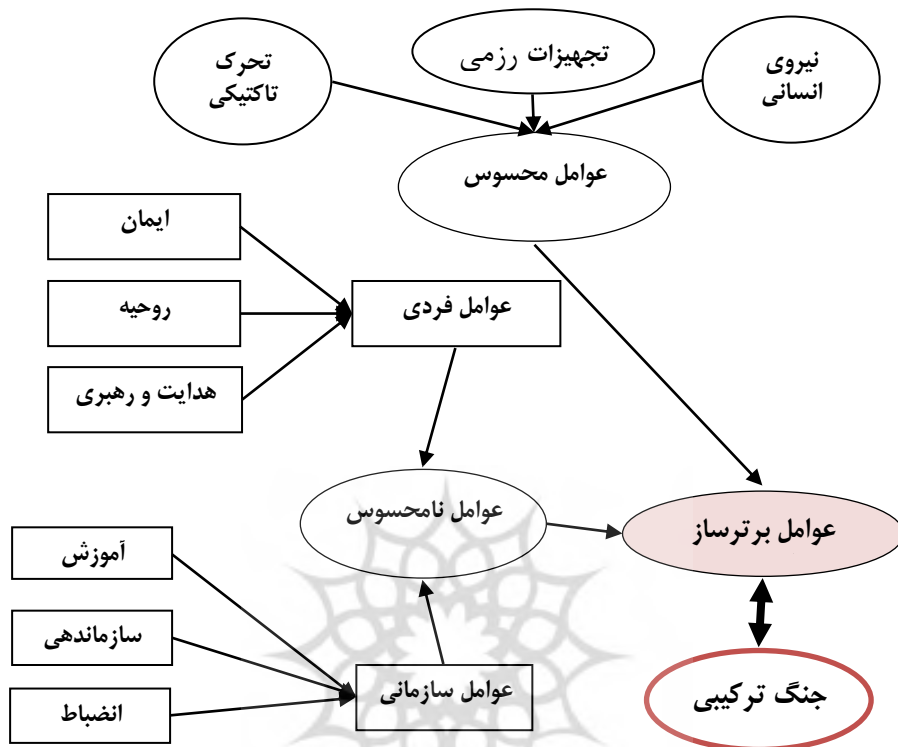 نیروی
انسانی
تجهیزات رزمی
تحرک
تاکتیکی
عوامل محسوس
ایمان
عوامل فردی
روحیه
هدایت و رهبری
عوامل نامحسوس
عوامل برترساز
آموزش
سازماندهی
عوامل سازمانی
انضباط
جنگ ترکیبی